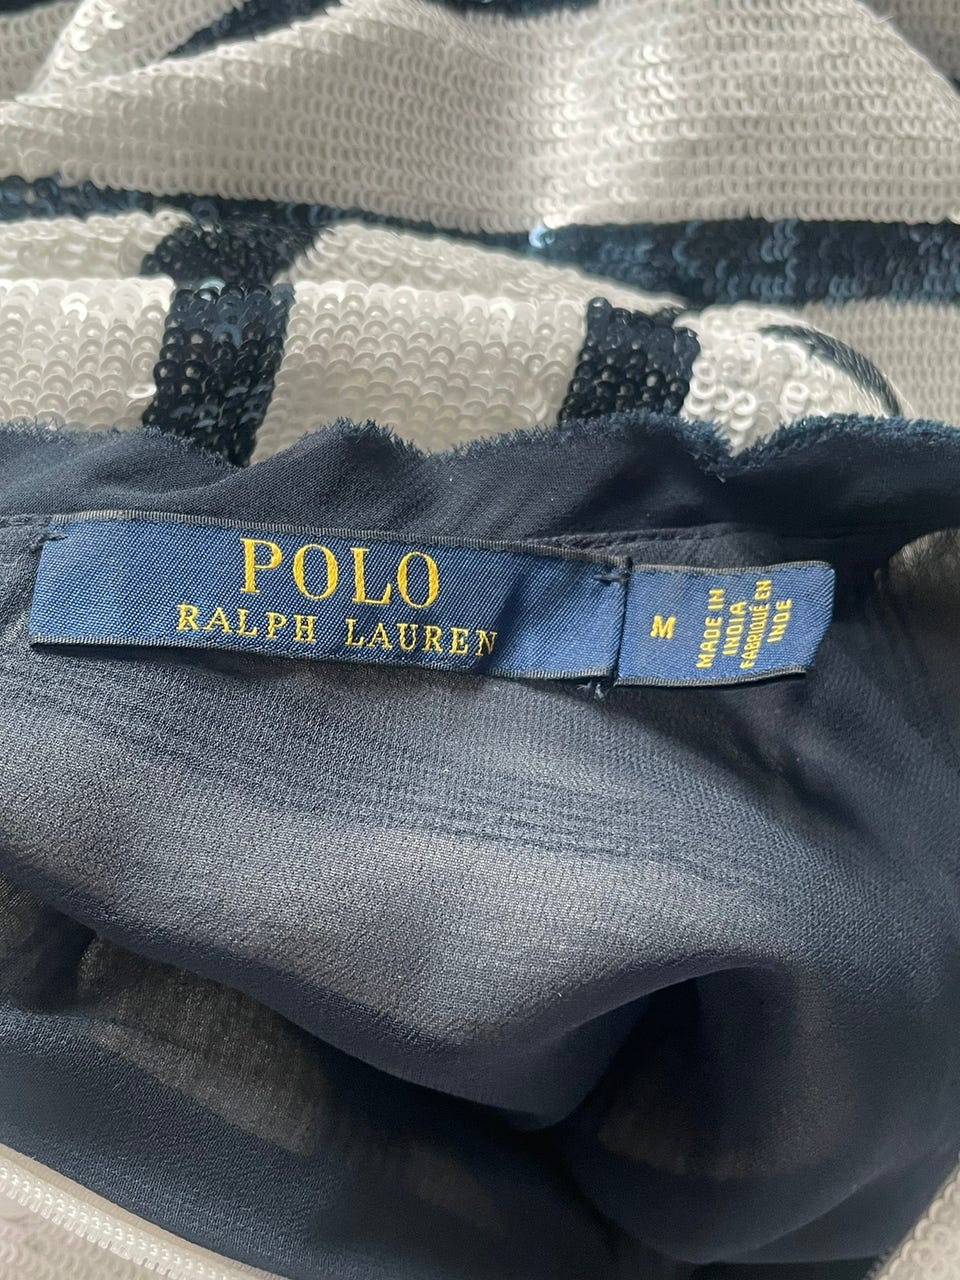 POLO
RALPH LAUREN
M
MADE IN
INDIA
FABRIQUÉ EN
INDE